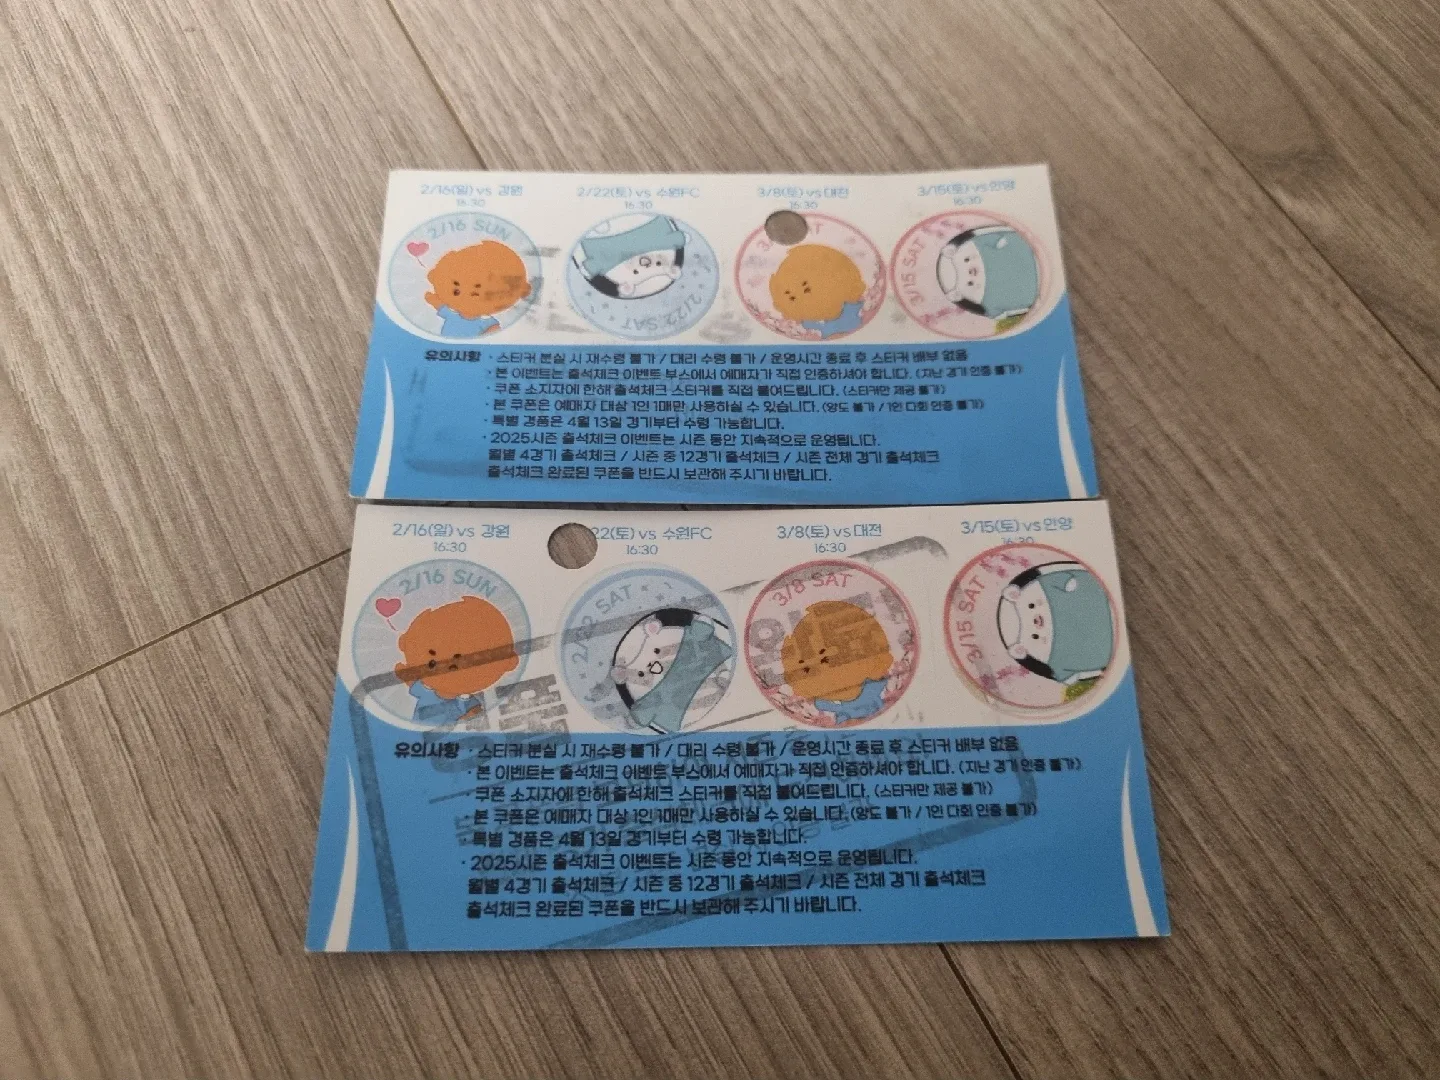 2/16(일) vs 강원
16:30
2/22(토) vs 수원FC
16:30
3/8(토) vs 대전
16:30
3/15(토) vs 안양
16:30
2/16 SUN
2/22 SAT
3/ SAT
3/15 SAT
유의사항 · 스티커 분실 시 재수령 불가 / 대리 수령 불가 / 운영시간 종료 후 스티커 배부 없음
· 본 이벤트는 출석체크 이벤트 부스에서 예매자가 직접 인증하셔야 합니다. (지난 경기 인증 불가)
· 쿠폰 소지자에 한해 출석체크 스티커를 직접 붙여드립니다. (스티커만 제공 불가)
· 본 쿠폰은 예매자 대상 1인 1매만 사용하실 수 있습니다. (양도 불가 / 1인 다회 인증 불가)
· 특별 경품은 4월 13일 경기부터 수령 가능합니다.
· 2025시즌 출석체크 이벤트는 시즌 동안 지속적으로 운영됩니다.
월별 4경기 출석체크 / 시즌 중 12경기 출석체크 / 시즌 전체 경기 출석체크
출석체크 완료된 쿠폰을 반드시 보관해 주시기 바랍니다.
2/16(일) vs 강원
16:30
22(토) vs 수원FC
16:30
3/8(토) vs 대전
16:30
3/15(토) vs 안양
16:30
2/16 SUN
2/22 SAT
3/8 SAT
3/15 SAT
유의사항 · 스티커 분실 시 재수령 불가 / 대리 수령 불가 / 운영시간 종료 후 스티커 배부 없음
· 본 이벤트는 출석체크 이벤트 부스에서 예매자가 직접 인증하셔야 합니다. (지난 경기 인증 불가)
쿠폰 소지자에 한해 출석체크 스티커를 직접 붙여드립니다. (스티커만 제공 불가)
· 본 쿠폰은 예매자 대상 1인 1매만 사용하실 수 있습니다. (양도 불가 / 1인 다회 인증 불가)
· 특별 경품은 4월 13일 경기부터 수령 가능합니다.
· 2025시즌 출석체크 이벤트는 시즌 동안 지속적으로 운영됩니다.
월별 4경기 출석체크 / 시즌 중 12경기 출석체크 / 시즌 전체 경기 출석체크
출석체크 완료된 쿠폰을 반드시 보관해 주시기 바랍니다.